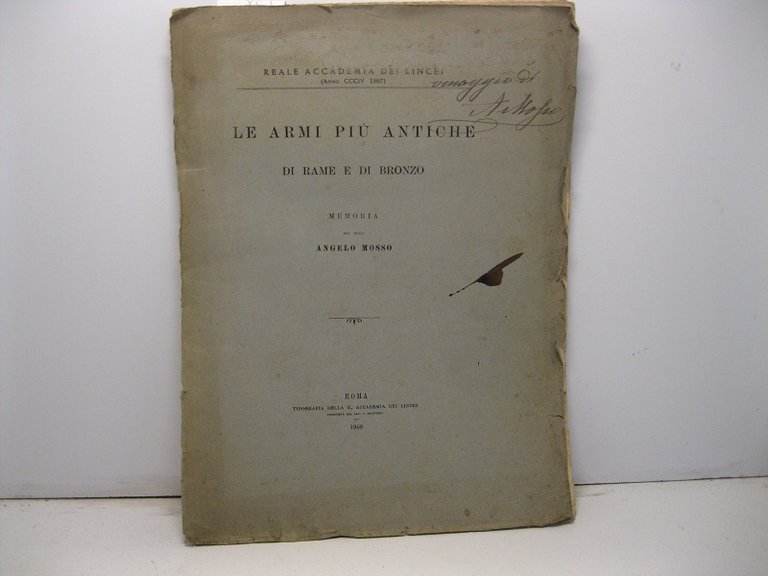 REALE ACCADEMIA DEI LINCEI
(ANNO CCCIV 1907)
omaggio di
A Mosso
LE ARMI PIÙ ANTICHE
DI RAME E DI BRONZO
MEMORIA
ANGELO MOSSO
ROMA
TIPOGRAFIA DELLA R. ACCADEMIA DEI LINCEI
1908